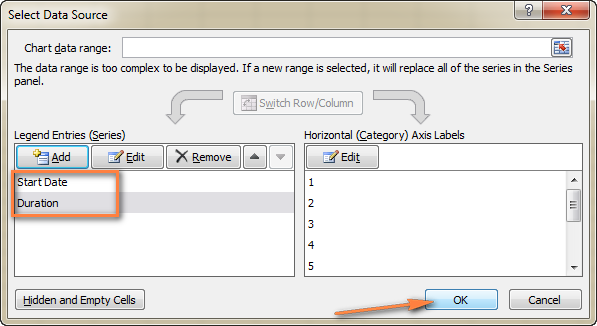 Select Data Source
Chart data range:
The data range is too complex to be displayed. If a new range is selected, it will replace all of the series in the Series
panel.
Switch Row/Column
Legend Entries (Series)
Horizontal (Category) Axis Labels
Add Edit Remove
Edit
Start Date
Duration
1
2
3
4
5
Hidden and Empty Cells
OK
Cancel